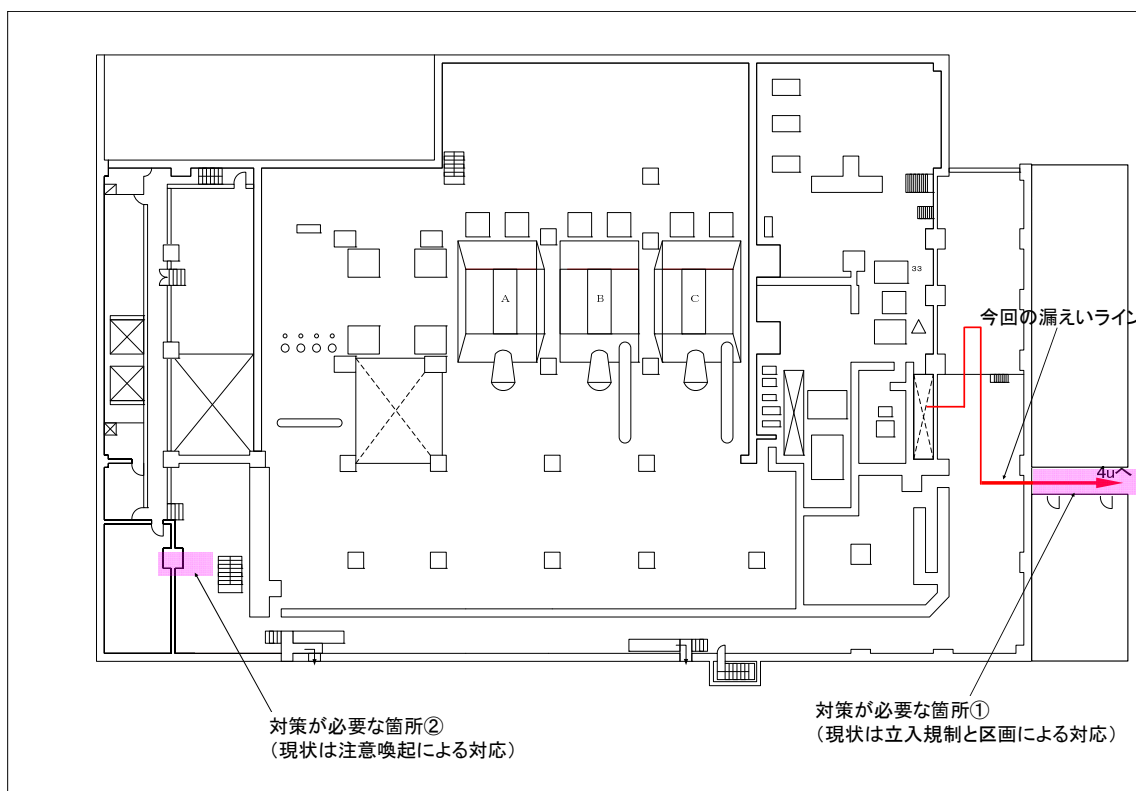 33
今回の漏えいライン
A
B
C
4uへ
対策が必要な箇所②
（現状は注意喚起による対応）
対策が必要な箇所①
（現状は立入規制と区画による対応）